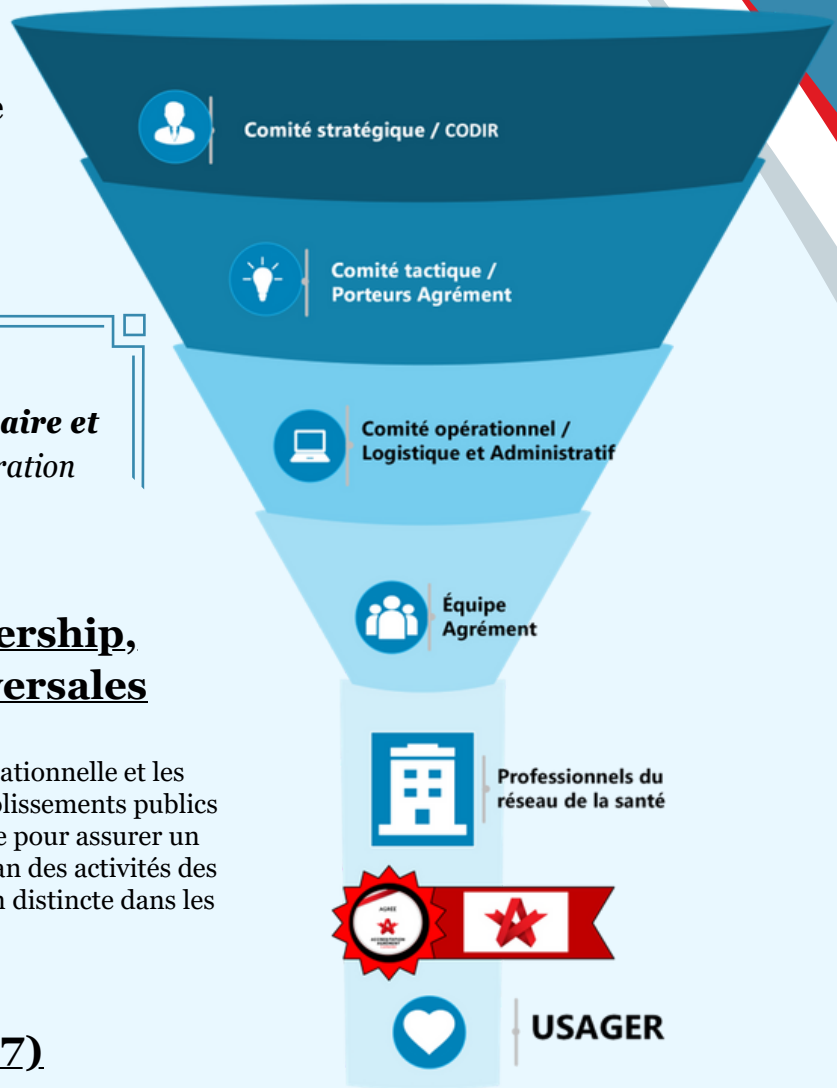 e
Comité stratégique / CODIR
Comité tactique /
Porteurs Agrément
aire et
ration
Comité opérationnel /
Logistique et Administratif
Équipe
Agrément
ership,
versales
ationnelle et les
blissements publics
e pour assurer un
an des activités des
n distincte dans les
Professionnels du
réseau de la santé
AGRÉÉ
USAGER
7)